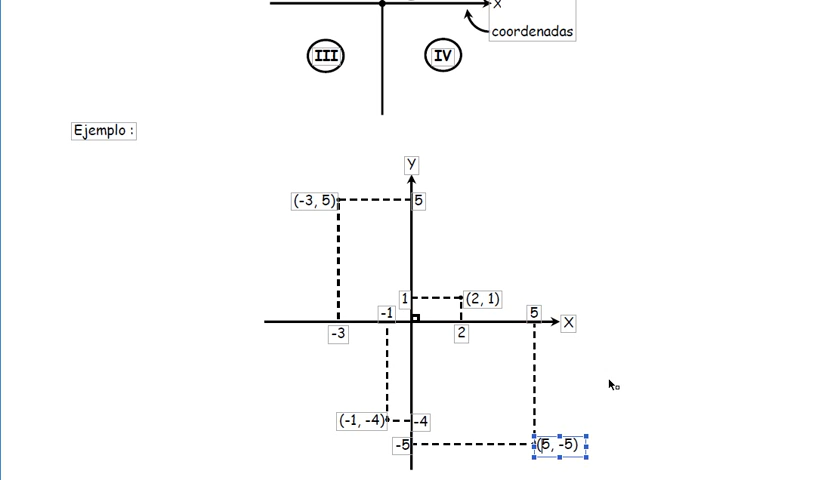 X
coordenadas
III
IV
Ejemplo :
Y
(-3, 5)
5
1
(2, 1)
-1
5
X
-3
2
(-1, -4)
-4
-5
(5, -5)